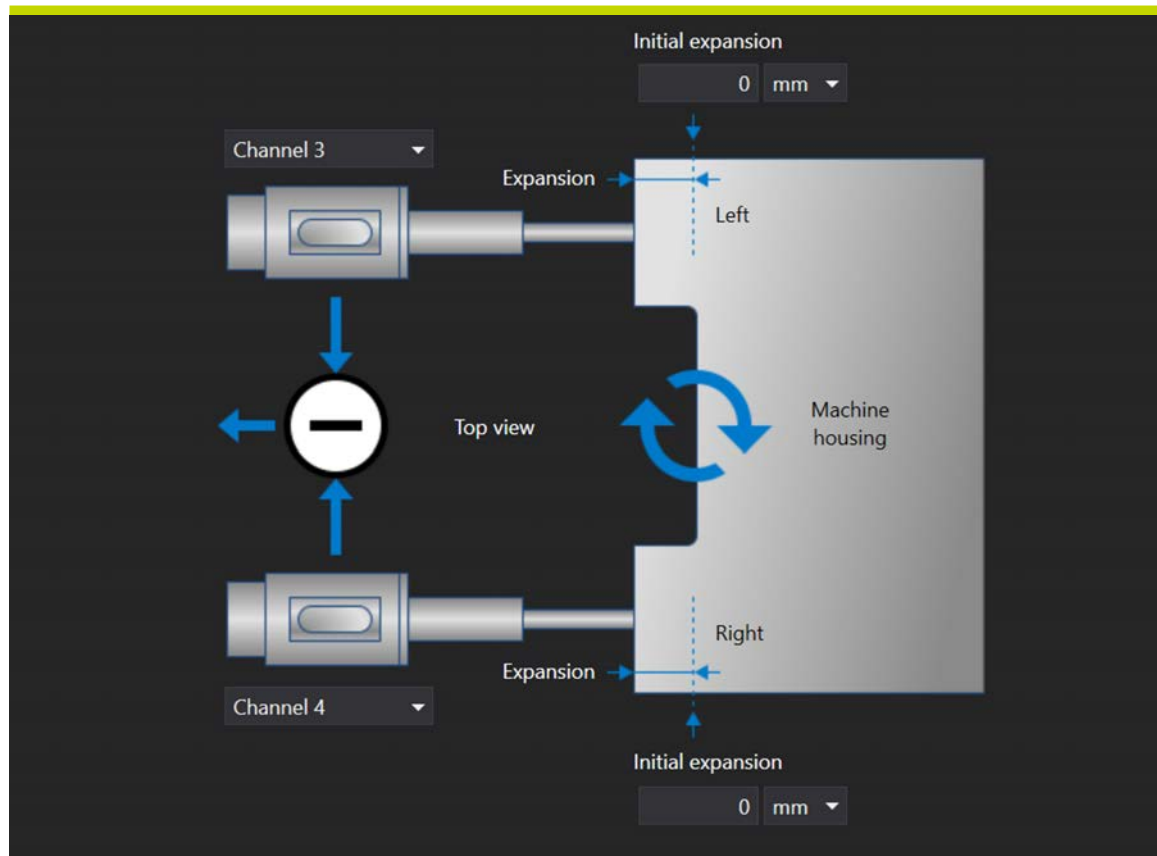 Initial expansion
0 mm
Channel 3
Expansion
Left
Top view
Machine
housing
Right
Expansion
Channel 4
Initial expansion
0 mm